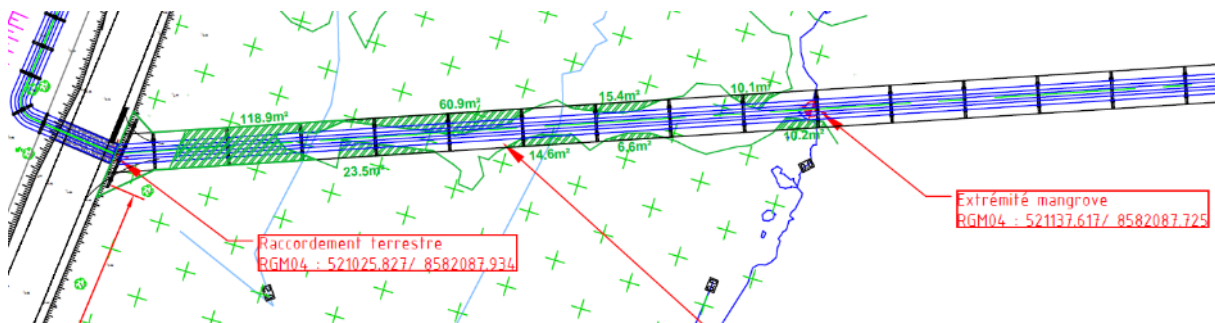 118.9m²
60.9m²
15.4m²
10.1m²
23.5m²
14.6m²
6.6m²
10.2m²
Raccordement terrestre
RGM04 : 521025.827/ 8582087.934
Extrémité mangrove
RGM04 : 521137.617/ 8582087.725